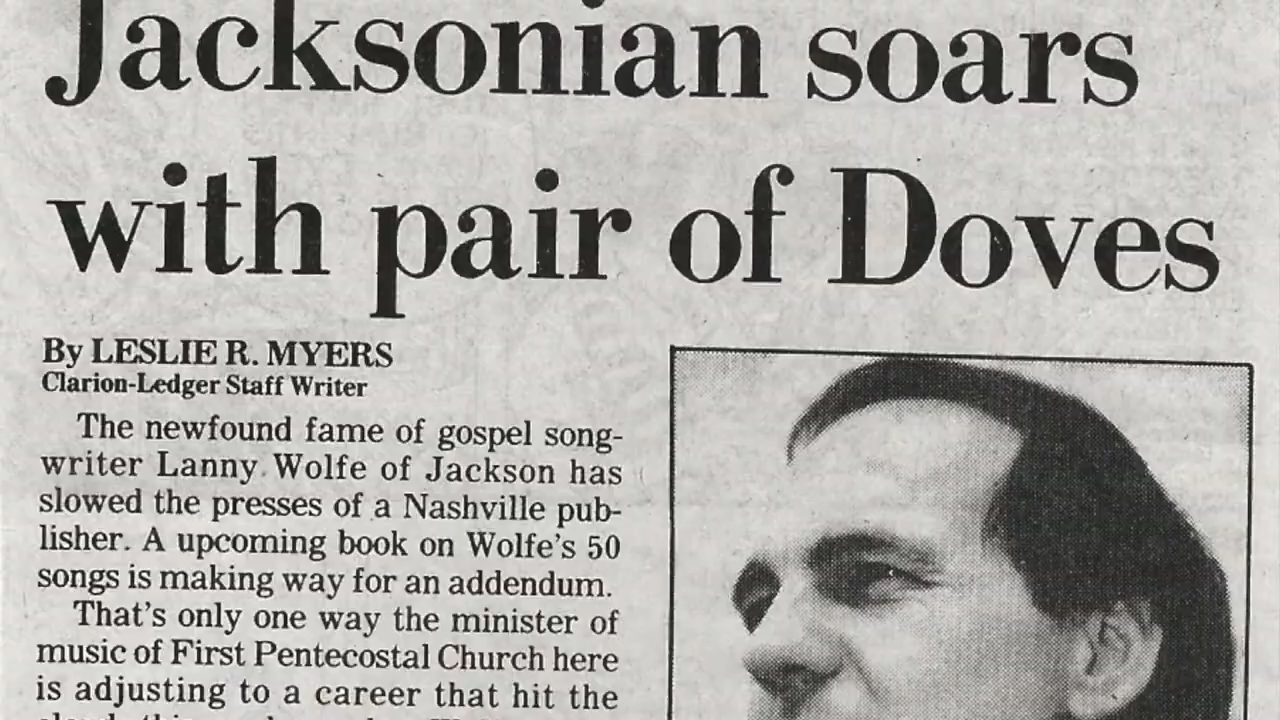 Jacksonian soars
with pair of Doves
By LESLIE R. MYERS
Clarion-Ledger Staff Writer
The newfound fame of gospel song-
writer Lanny Wolfe of Jackson has
slowed the presses of a Nashville pub-
lisher. A upcoming book on Wolfe's 50
songs is making way for an addendum.
That's only one way the minister of
music of First Pentecostal Church here
is adjusting to a career that hit the